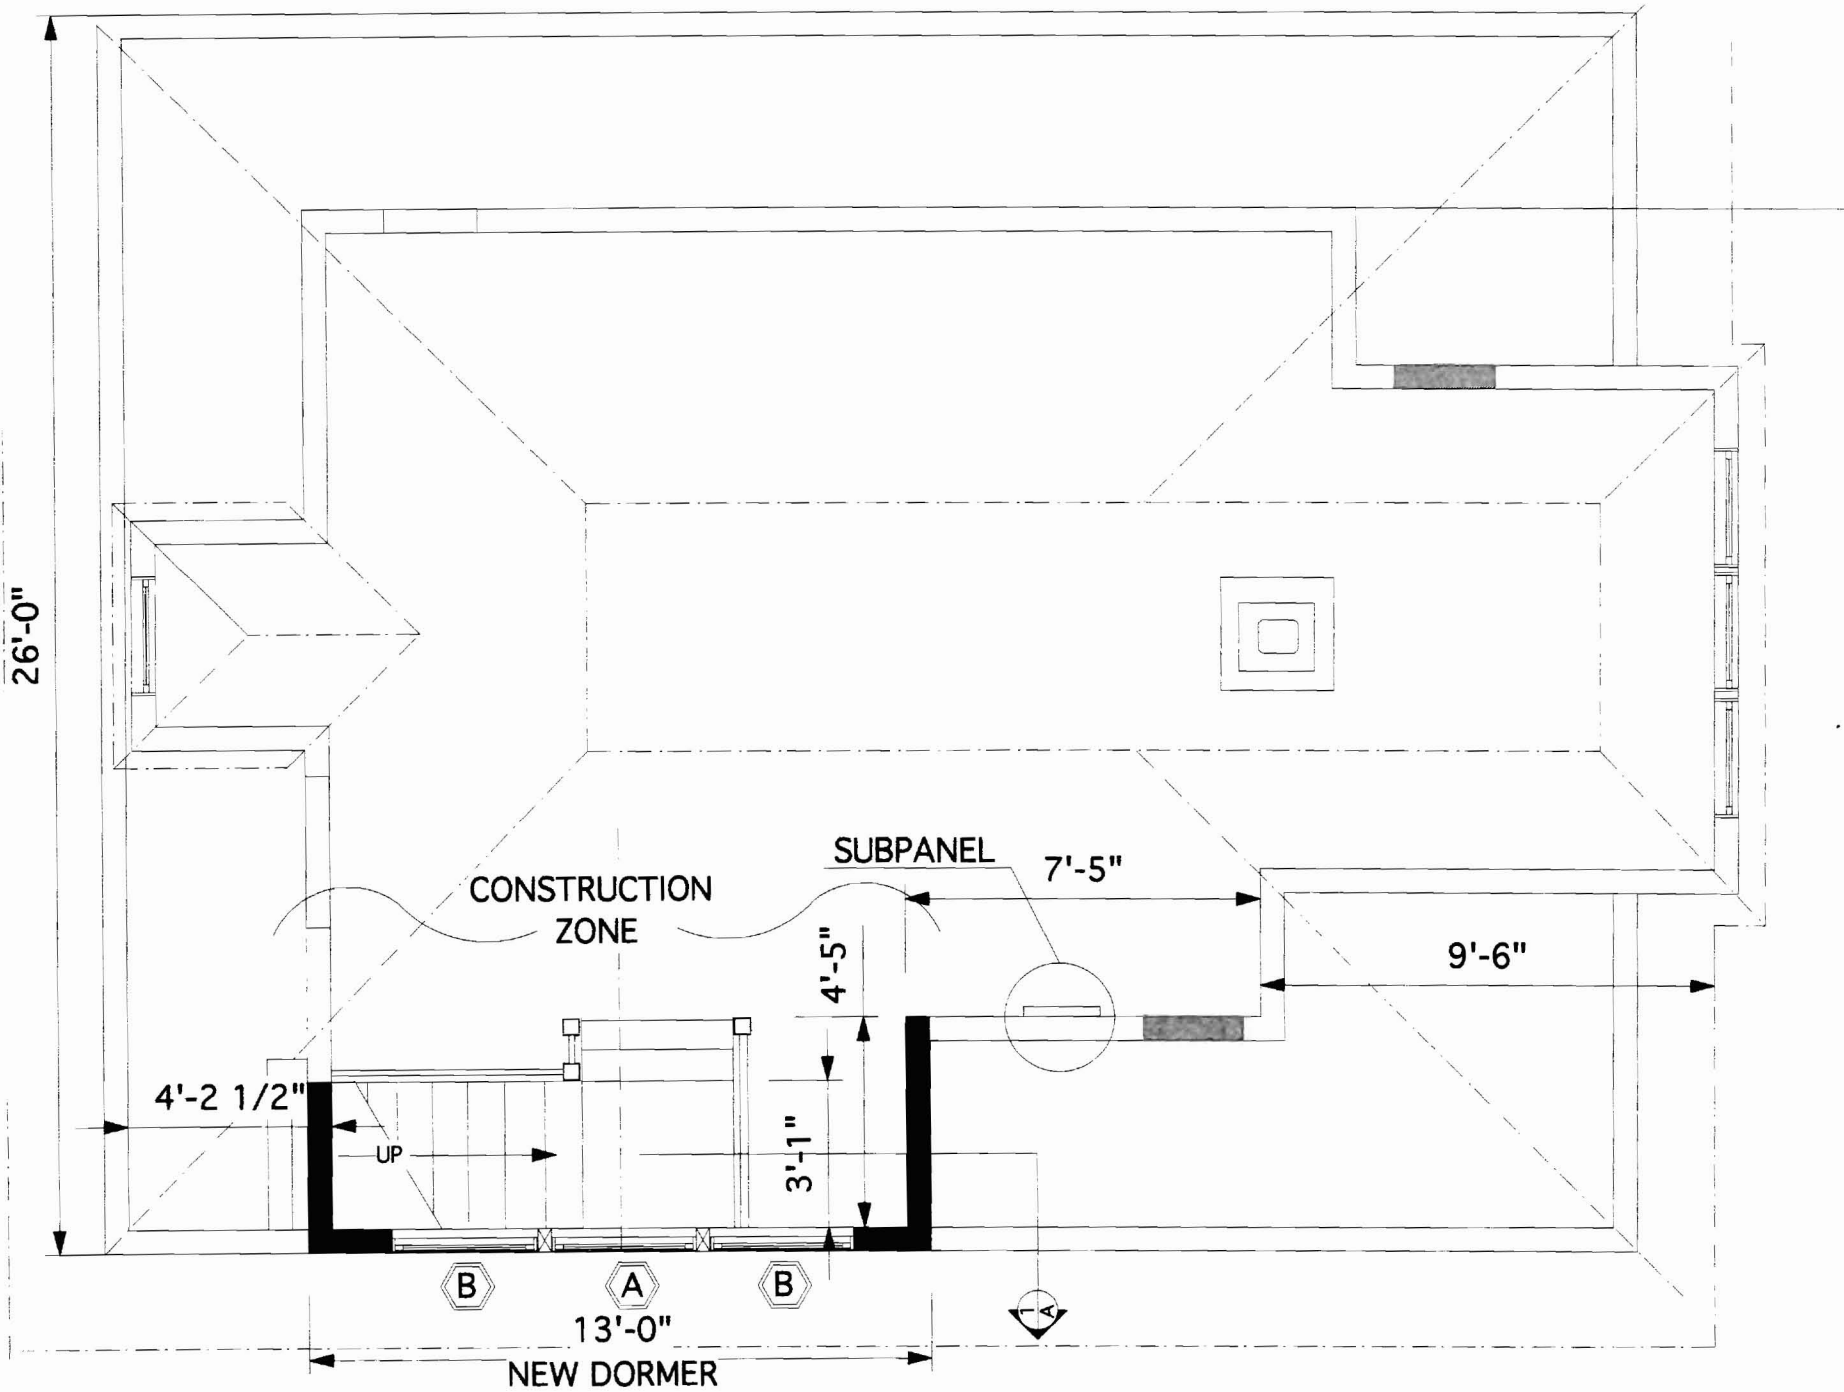 26'-0"
SUBPANEL
7'-5"
CONSTRUCTION
ZONE
4'-5"
9'-6"
4'-2 1/2"
UP
3'-1"
B
A
B
1
A
13'-0"
NEW DORMER